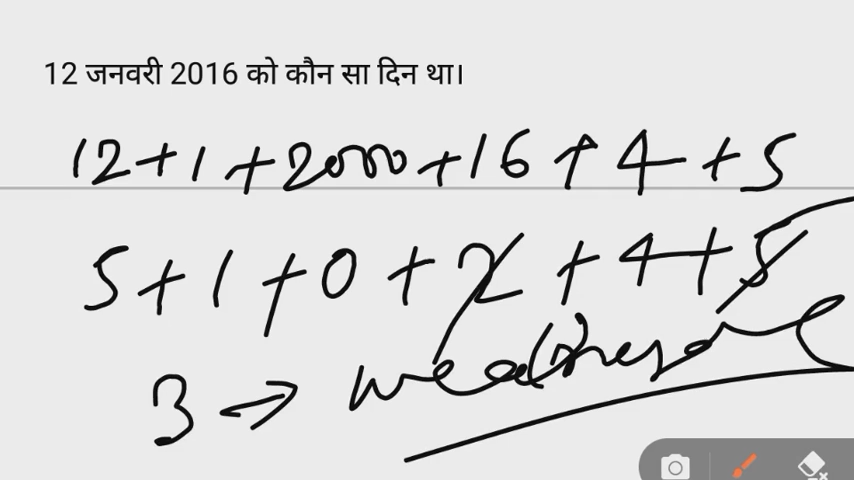 12 जनवरी 2016 को कौन सा दिन था।
12+1+2000+16+4+5
5+1+0+2+4+5
3 → wednesday